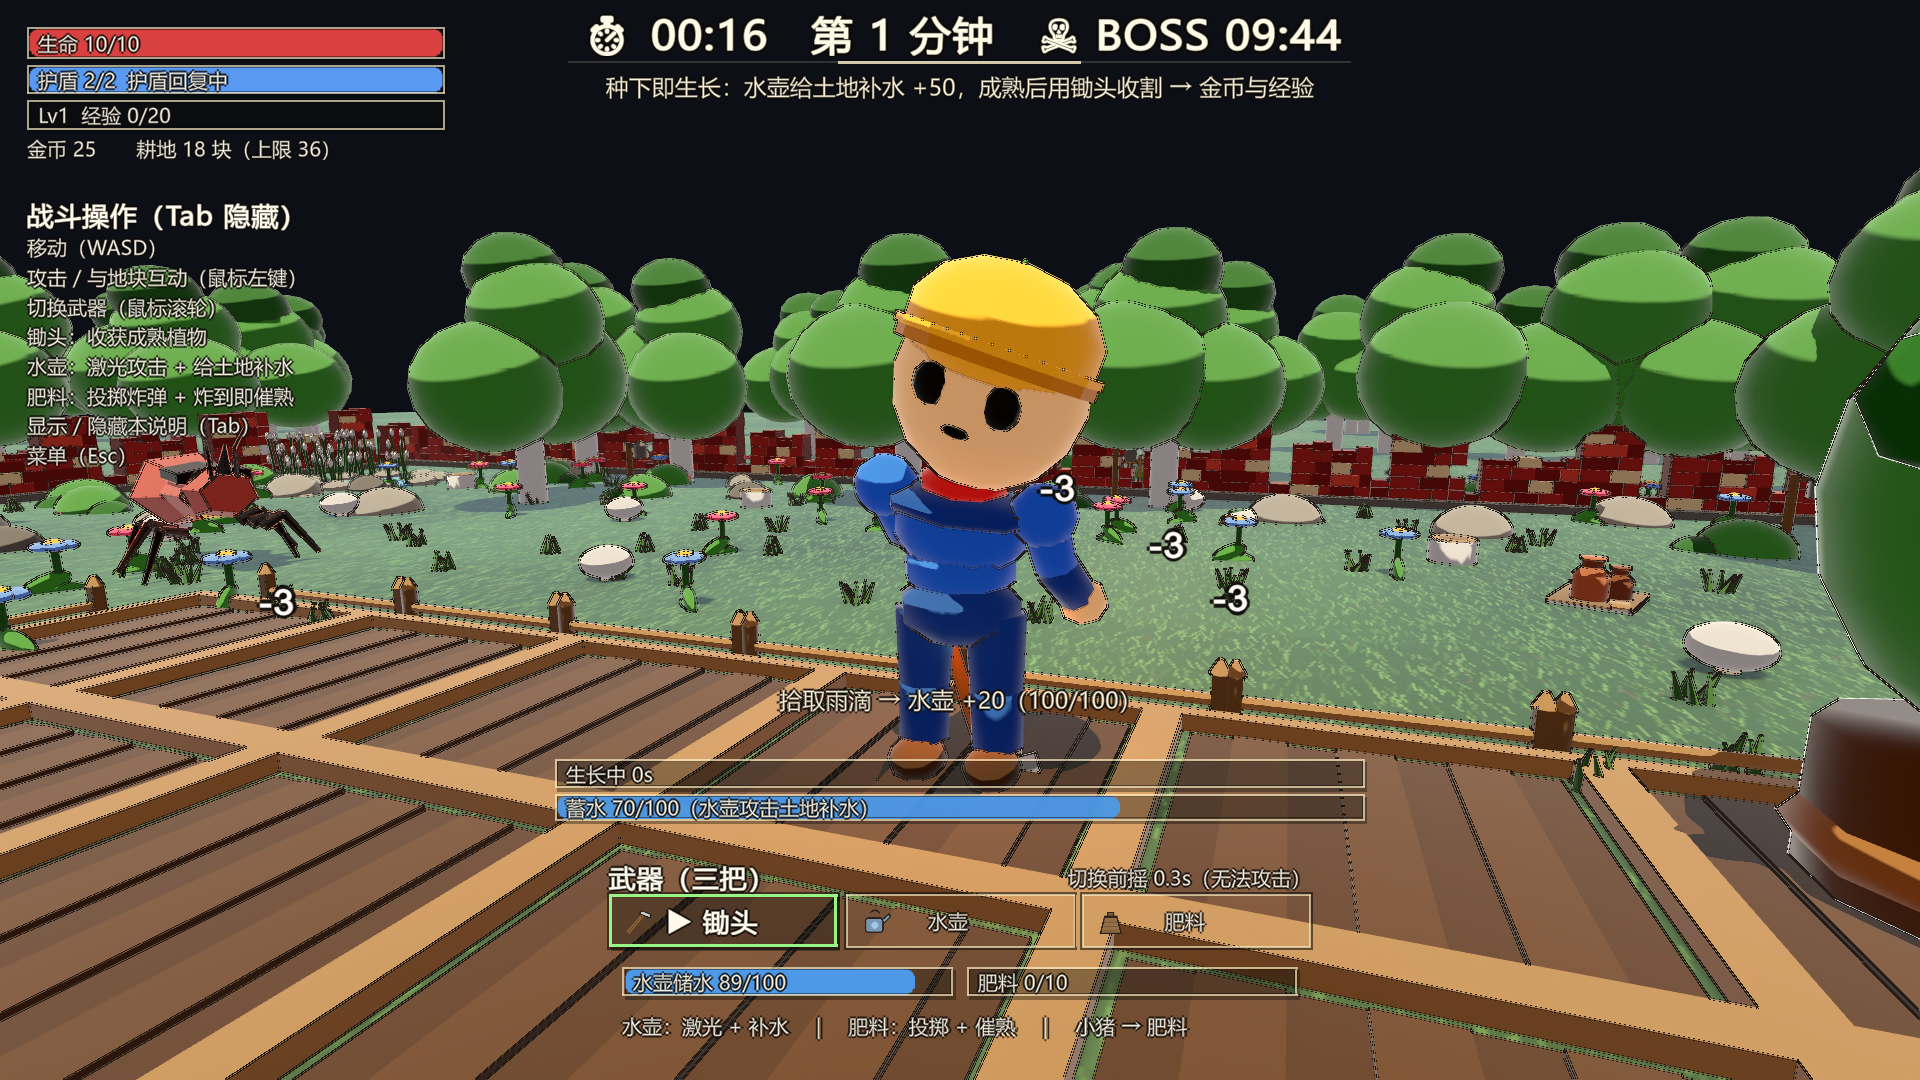 00:16 第 1 分钟 BOSS 09:44
种下即生长：水壶给土地补水 +50，成熟后用锄头收割 → 金币与经验
生命 10/10
护盾 2/2 护盾回复中
Lv1 经验 0/20
金币 25 耕地 18 块（上限 36）
战斗操作（Tab 隐藏）
移动（WASD）
攻击 / 与地块互动（鼠标左键）
切换武器（鼠标滚轮）
锄头：收获成熟植物
水壶：激光攻击 + 给土地补水
肥料：投掷炸弹 + 炸到即催熟
显示 / 隐藏本说明（Tab）
菜单（Esc）
-3
-3
-3
-3
拾取雨滴 → 水壶 +20（100/100）
生长中 0s
蓄水 70/100（水壶攻击土地补水）
武器（三把） 切换前摇 0.3s（无法攻击）
▶ 锄头 水壶 肥料
水壶储水 89/100 肥料 0/10
水壶：激光 + 补水 | 肥料：投掷 + 催熟 | 小猪 → 肥料